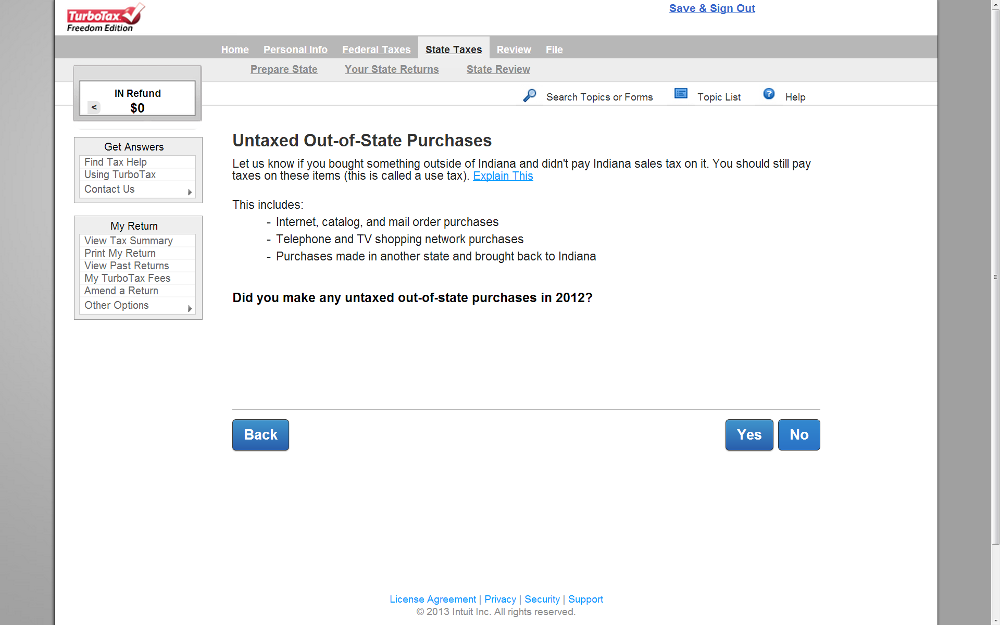 TurboTax
Freedom Edition
Save & Sign Out
Home Personal Info Federal Taxes State Taxes Review File
Prepare State Your State Returns State Review
IN Refund
< $0
Search Topics or Forms Topic List ? Help
Get Answers
Find Tax Help
Using TurboTax
Contact Us
My Return
View Tax Summary
Print My Return
View Past Returns
My TurboTax Fees
Amend a Return
Other Options
Untaxed Out-of-State Purchases
Let us know if you bought something outside of Indiana and didn't pay Indiana sales tax on it. You should still pay
taxes on these items (this is called a use tax). Explain This
This includes:
- Internet, catalog, and mail order purchases
- Telephone and TV shopping network purchases
- Purchases made in another state and brought back to Indiana
Did you make any untaxed out-of-state purchases in 2012?
Back Yes No
License Agreement | Privacy | Security | Support
© 2013 Intuit Inc. All rights reserved.